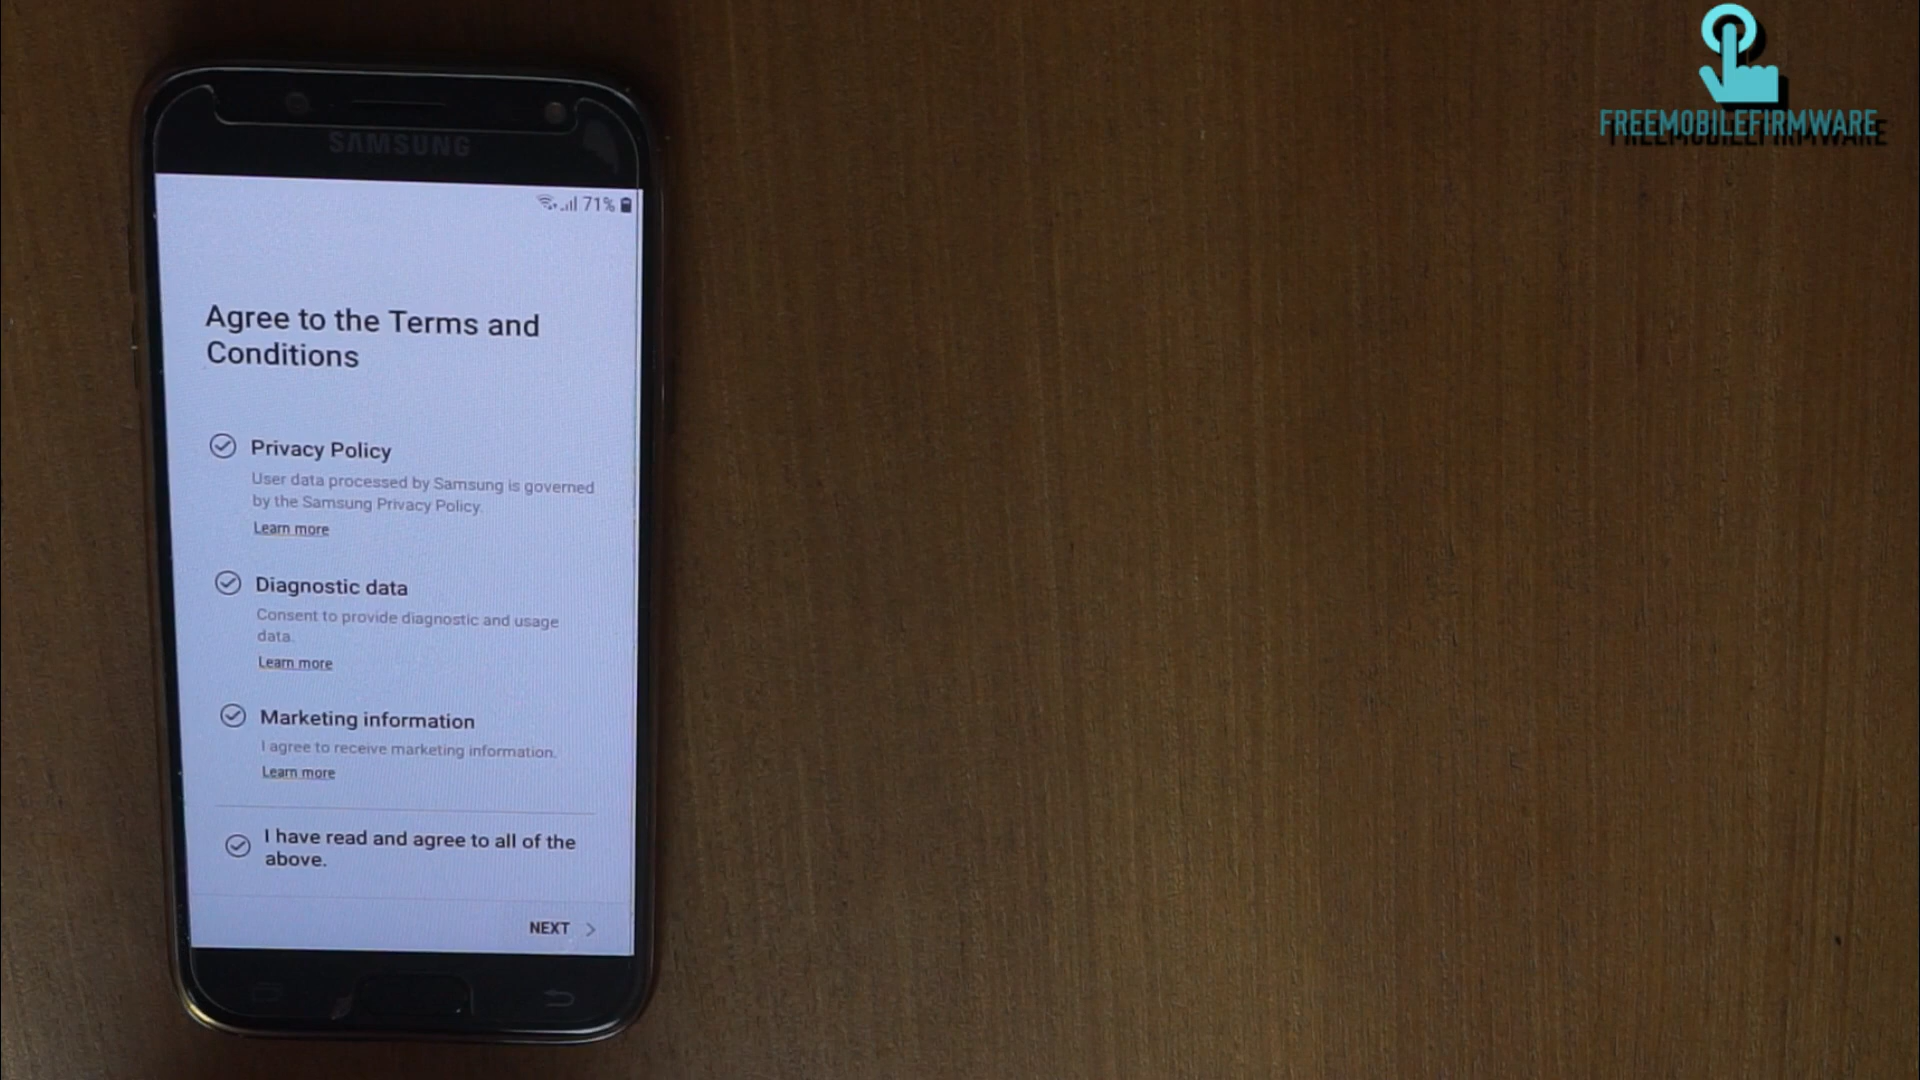 FREEMOBILEFIRMWARE
SAMSUNG
71%
Agree to the Terms and
Conditions
Privacy Policy
User data processed by Samsung is governed
by the Samsung Privacy Policy.
Learn more
Diagnostic data
Consent to provide diagnostic and usage
data.
Learn more
Marketing information
I agree to receive marketing information.
Learn more
I have read and agree to all of the
above.
NEXT